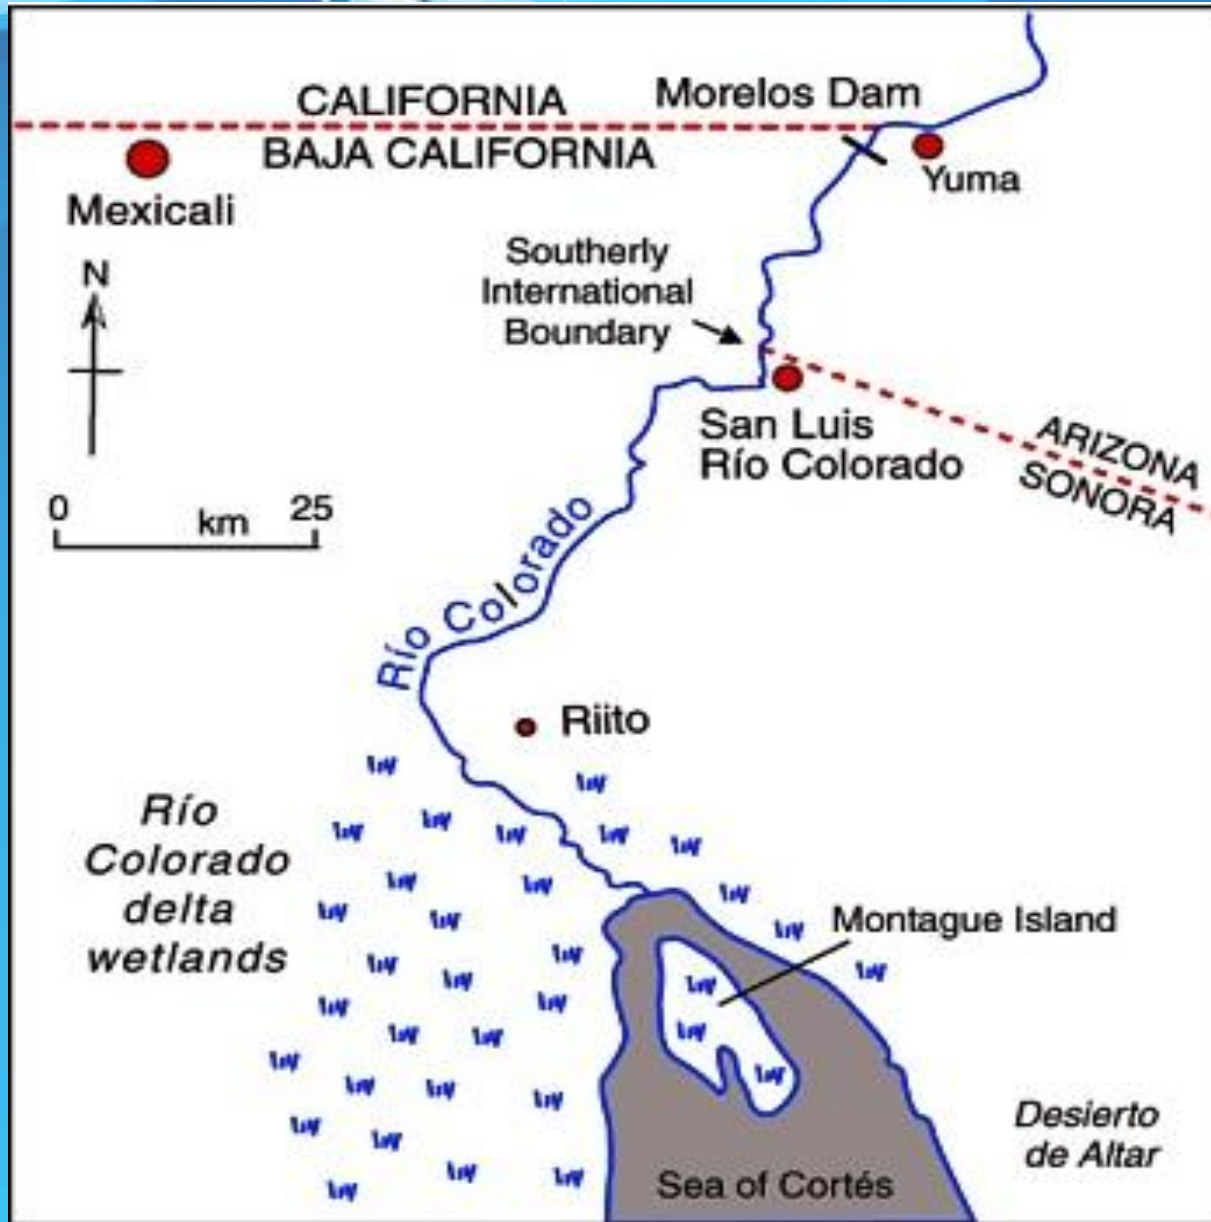 CALIFORNIA
Morelos Dam
BAJA CALIFORNIA
Yuma
Mexicali
Southerly
International
Boundary
N
San Luis
Río Colorado
ARIZONA
SONORA
0 km 25
Río Colorado
Riito
Río
Colorado
delta
wetlands
Montague Island
Desierto
de Altar
Sea of Cortés